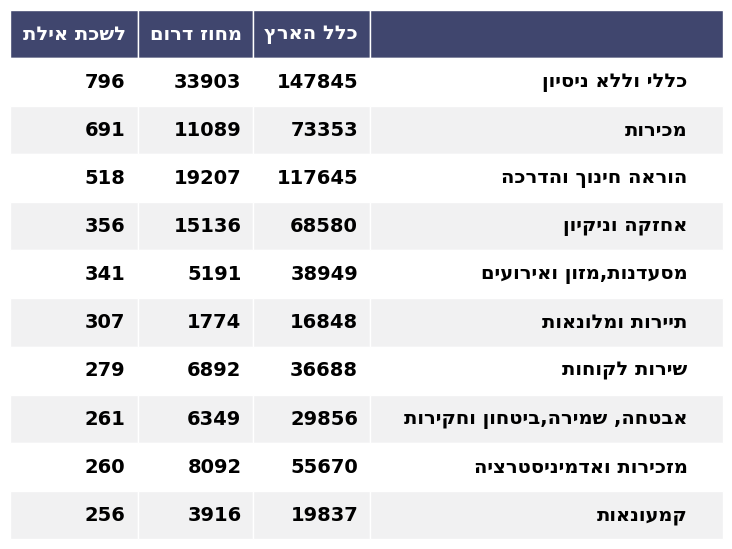 כלל הארץ מחוז דרום לשכת אילת
כללי וללא ניסיון 147845 33903 796
מכירות 73353 11089 691
הוראה חינוך והדרכה 117645 19207 518
אחזקה וניקיון 68580 15136 356
מסעדנות,מזון ואירועים 38949 5191 341
תיירות ומלונאות 16848 1774 307
שירות לקוחות 36688 6892 279
אבטחה, שמירה,ביטחון וחקירות 29856 6349 261
מזכירות ואדמיניסטרציה 55670 8092 260
קמעונאות 19837 3916 256